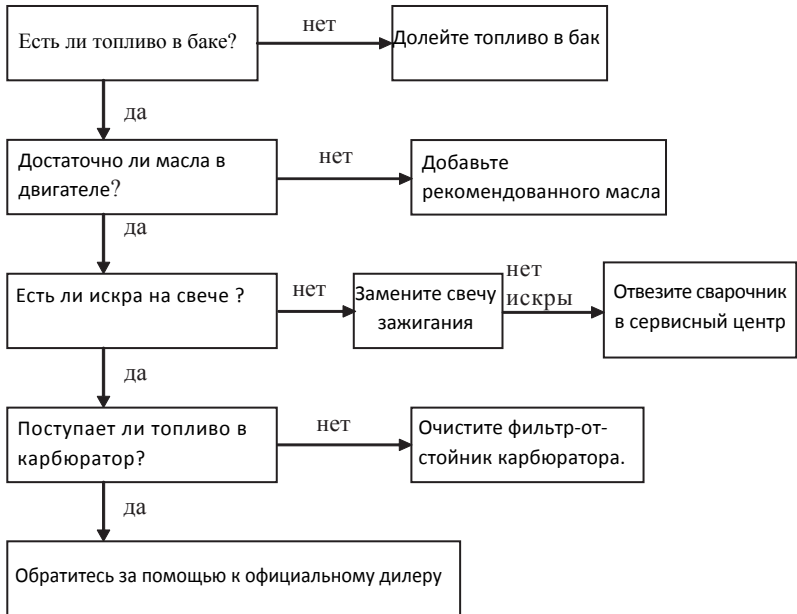 Есть ли топливо в баке?
нет
Долейте топливо в бак
да
Достаточно ли масла в
двигателе?
нет
Добавьте
рекомендованного масла
да
Есть ли искра на свече ?
нет
Замените свечу
зажигания
нет
искры
Отвезите сварочник
в сервисный центр
да
Поступает ли топливо в
карбюратор?
нет
Очистите фильтр-от-
стойник карбюратора.
да
Обратитесь за помощью к официальному дилеру